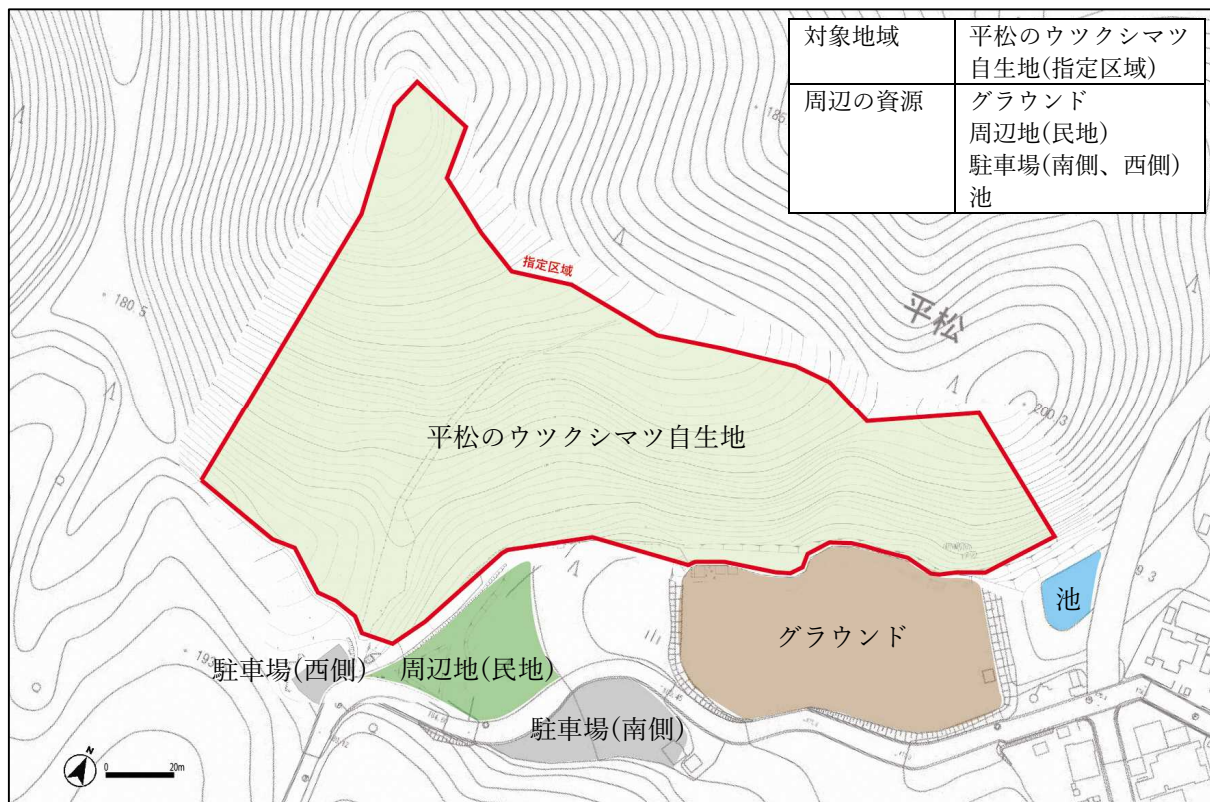 対象地域
平松のウツクシマツ
自生地(指定区域)
周辺の資源
グラウンド
周辺地(民地)
駐車場(南側、西側)
池
指定区域
180.5
平松
200.3
平松のウツクシマツ自生地
池
グラウンド
駐車場(西側)
周辺地(民地)
駐車場(南側)
N
0
20m